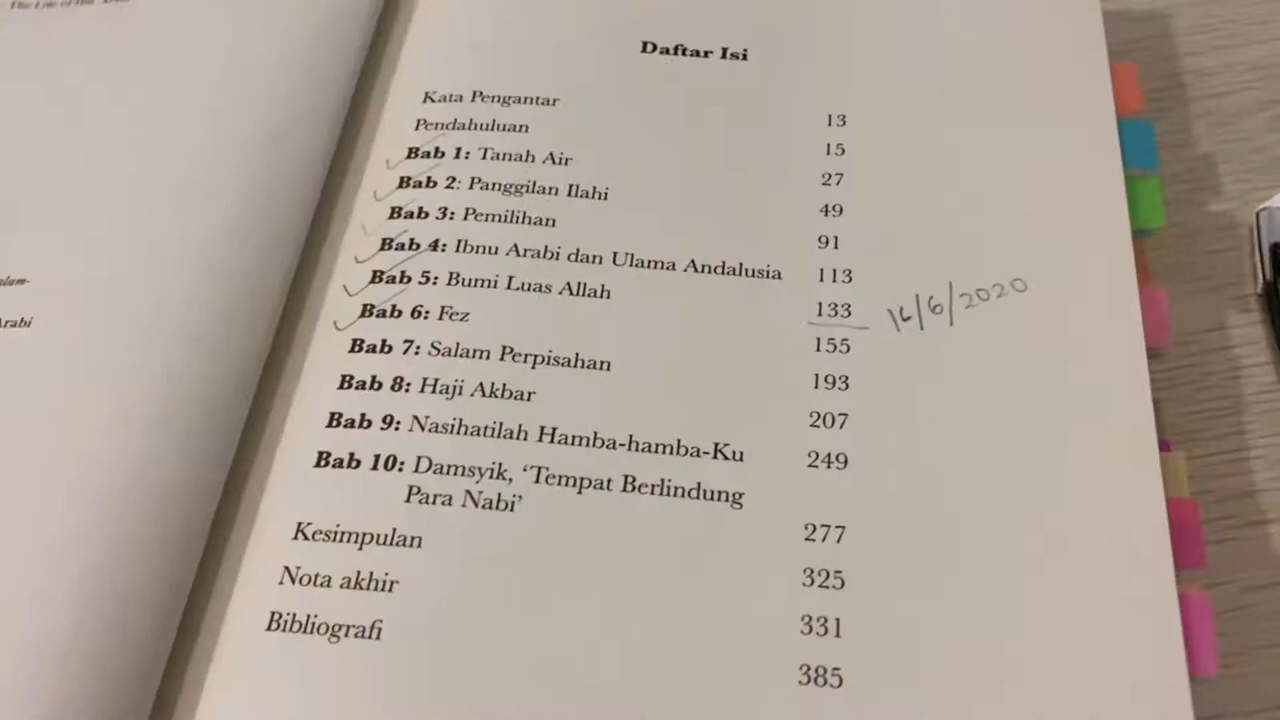 alam-
Arabi
Daftar Isi
Kata Pengantar 13
Pendahuluan 15
Bab 1: Tanah Air 27
Bab 2: Panggilan Ilahi 49
Bab 3: Pemilihan 91
Bab 4: Ibnu Arabi dan Ulama Andalusia 113
Bab 5: Bumi Luas Allah 133 16/6/2020
Bab 6: Fez 155
Bab 7: Salam Perpisahan 193
Bab 8: Haji Akbar 207
Bab 9: Nasihatilah Hamba-hamba-Ku 249
Bab 10: Damsyik, ‘Tempat Berlindung
Para Nabi’ 277
Kesimpulan 325
Nota akhir 331
Bibliografi 385